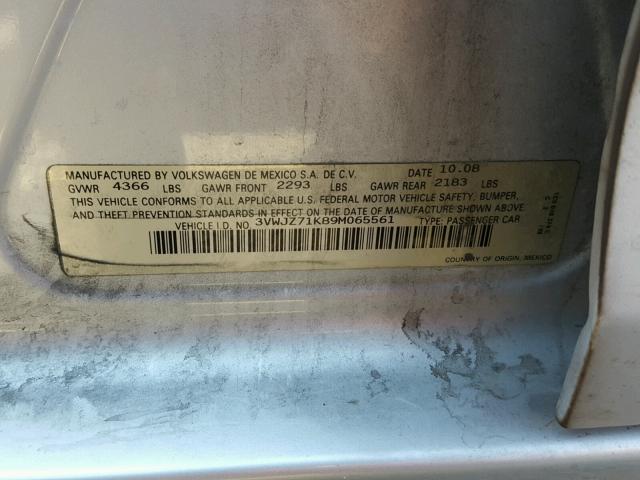 MANUFACTURED BY VOLKSWAGEN DE MEXICO S.A. DE C.V. DATE 10.08
GVWR 4366 LBS GAWR FRONT 2293 LBS GAWR REAR 2183 LBS
THIS VEHICLE CONFORMS TO ALL APPLICABLE U.S. FEDERAL MOTOR VEHICLE SAFETY, BUMPER,
AND THEFT PREVENTION STANDARDS IN EFFECT ON THE DATE OF MANUFACTURE SHOWN ABOVE.
VEHICLE I.D. NO. 3VWJZ71K89M065561 TYPE: PASSENGER CAR
COUNTRY OF ORIGIN, MEXICO